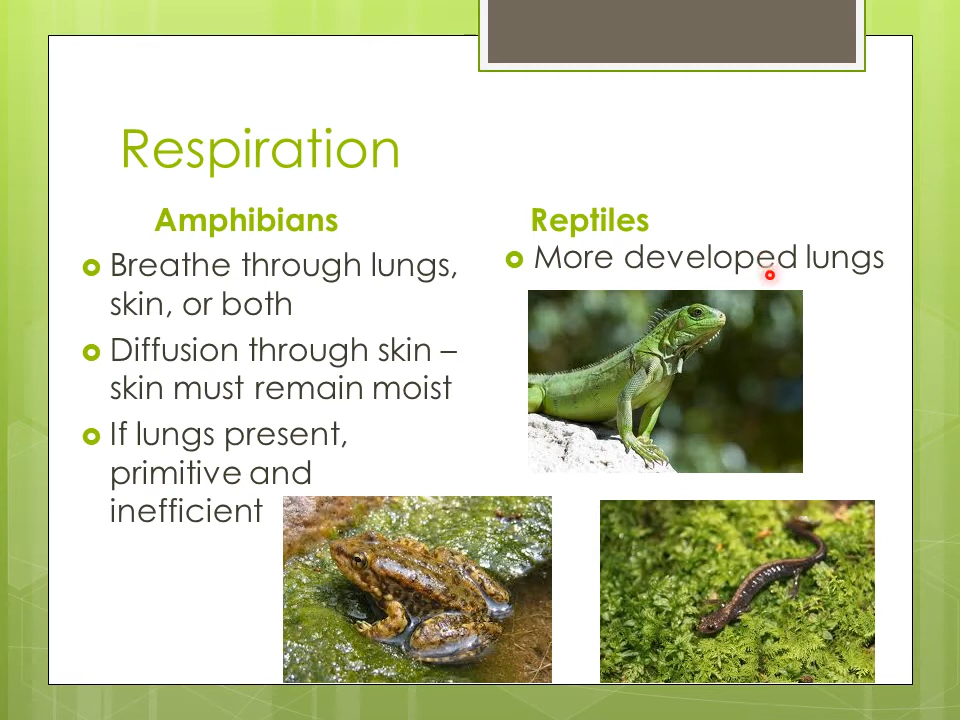 Respiration
Amphibians
Breathe through lungs,
skin, or both
Diffusion through skin –
skin must remain moist
If lungs present,
primitive and
inefficient
Reptiles
More developed lungs